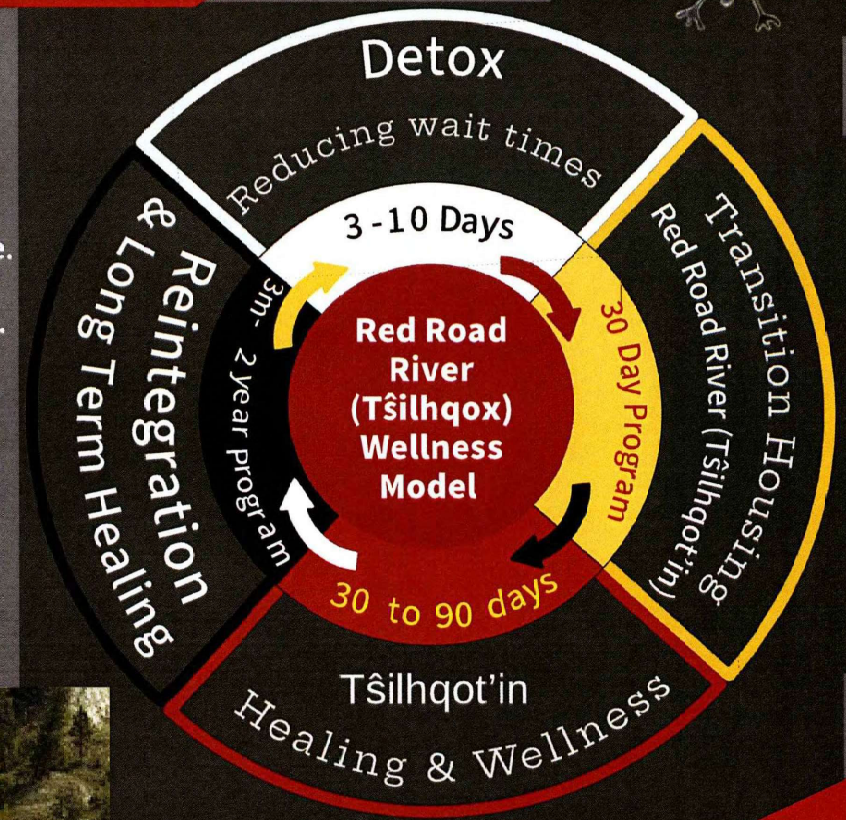 Detox
Reducing wait times
3-10 Days
Transition Housing
Red Road River (Tŝilhqot'in)
30 Day Program
Tŝilhqot'in
Healing & Wellness
30 to 90 days
Reintegration
& Long Term Healing
3m- 2 year program
Red Road
River
(Tŝilhqox)
Wellness
Model